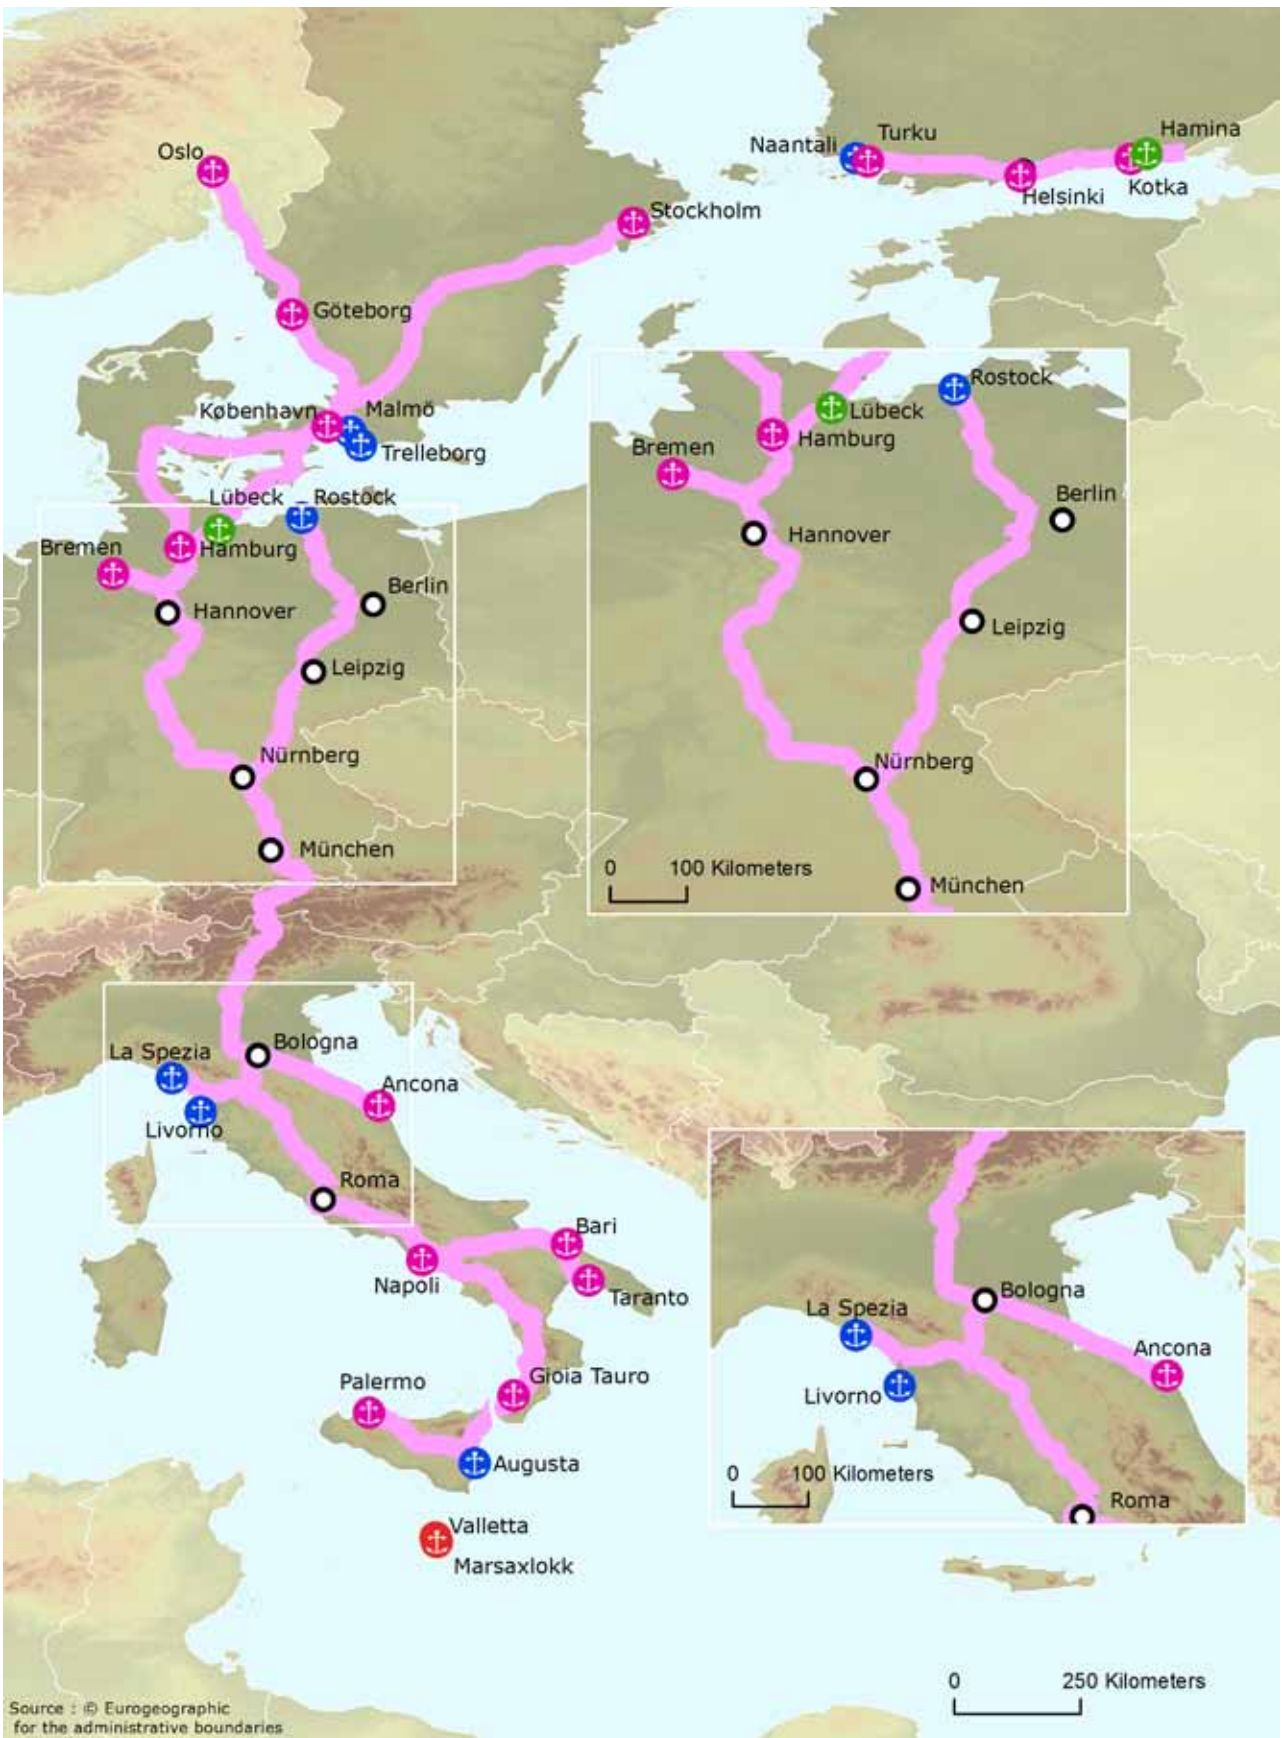 Hamina
Turku
Naantali
Oslo
Kotka
Helsinki
Stockholm
Göteborg
Rostock
København
Malmö
Lübeck
Hamburg
Bremen
Trelleborg
Lübeck
Rostock
Berlin
Hannover
Bremen
Hamburg
Berlin
Hannover
Leipzig
Leipzig
Nürnberg
Nürnberg
München
0 100 Kilometers
München
Bologna
La Spezia
Ancona
Livorno
Roma
Bari
Napoli
Taranto
Bologna
La Spezia
Ancona
Livorno
Gioia Tauro
Palermo
Augusta
0 100 Kilometers
Roma
Valletta
Marsaxlokk
0 250 Kilometers
Source : © Eurogeographic
for the administrative boundaries